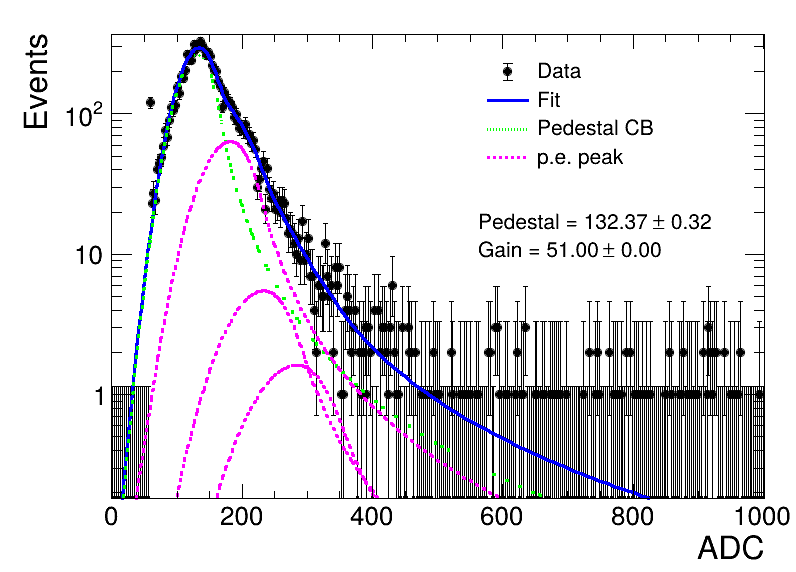 Events
10²
10
1
Data
Fit
Pedestal CB
p.e. peak
Pedestal = 132.37 ± 0.32
Gain = 51.00 ± 0.00
0 200 400 600 800 1000
ADC